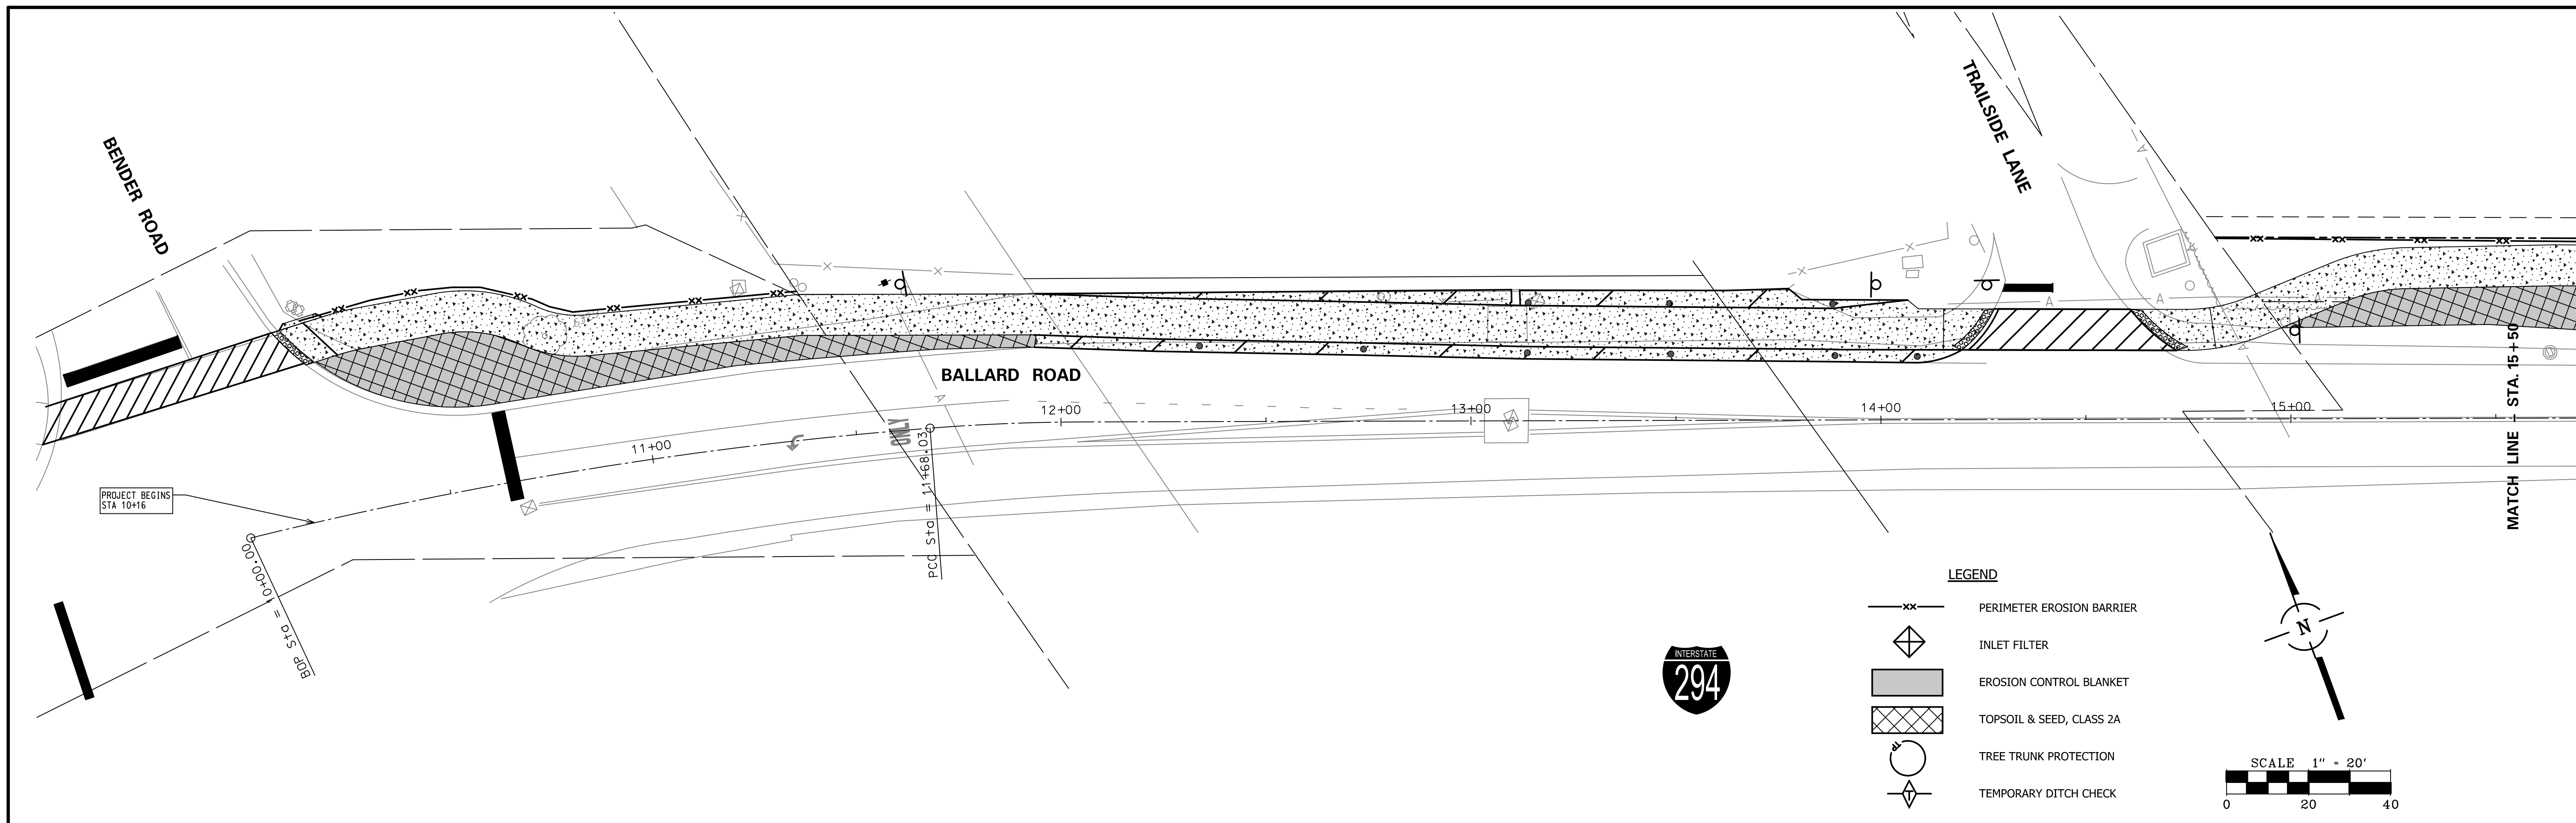 BENDER ROAD
TRAILSIDE LANE
BALLARD ROAD
ONLY
11+00
12+00
13+00
14+00
15+00
PROJECT BEGINS
STA 10+16
BOP Sta = 10+00.00
PCC Sta = 11+68.03
MATCH LINE - STA. 15+50
INTERSTATE
294
LEGEND
XX PERIMETER EROSION BARRIER
INLET FILTER
EROSION CONTROL BLANKET
TOPSOIL & SEED, CLASS 2A
TP TREE TRUNK PROTECTION
T TEMPORARY DITCH CHECK
N
SCALE 1" = 20'
0 20 40